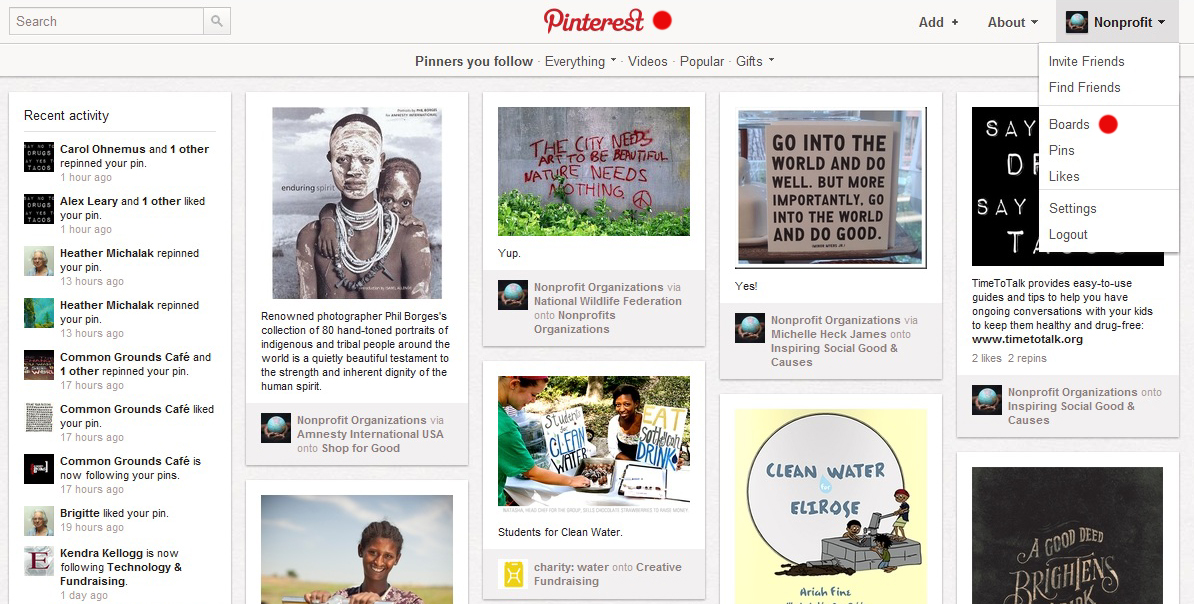 Search
Pinterest
Add +
About
Nonprofit
Invite Friends
Find Friends
Boards
Pins
Likes
Settings
Logout
Pinners you follow · Everything · Videos · Popular · Gifts
Recent activity
Carol Ohnemus and 1 other
repinned your pin.
1 hour ago
Alex Leary and 1 other liked
your pin.
1 hour ago
Heather Michalak repinned
your pin.
13 hours ago
Heather Michalak repinned
your pin.
13 hours ago
Common Grounds Café and
1 other repinned your pin.
17 hours ago
Common Grounds Café liked
your pin.
17 hours ago
Common Grounds Café is
now following your pins.
17 hours ago
Brigitte liked your pin.
19 hours ago
Kendra Kellogg is now
following Technology &
Fundraising.
1 day ago
enduring spirit
Renowned photographer Phil Borges's
collection of 80 hand-toned portraits of
indigenous and tribal people around the
world is a quietly beautiful testament to
the strength and inherent dignity of the
human spirit.
Nonprofit Organizations via
Amnesty International USA
onto Shop for Good
THE CITY NEEDS
ART TO BE BEAUTIFUL
NATURE NEEDS
NOTHING
Yup.
Nonprofit Organizations via
National Wildlife Federation
onto Nonprofits
Organizations
Students
for
CLEAN
WATER
EAT
DRINK
Students for Clean Water.
charity: water onto Creative
Fundraising
GO INTO THE
WORLD AND DO
WELL. BUT MORE
IMPORTANTLY, GO
INTO THE WORLD
AND DO GOOD.
Yes!
Nonprofit Organizations via
Michelle Heck James onto
Inspiring Social Good &
Causes
CLEAN WATER
for
ELIROSE
Ariah Fine
SAY
SAY
TimeToTalk provides easy-to-use
guides and tips to help you have
ongoing conversations with your kids
to keep them healthy and drug-free:
www.timetotalk.org
2 likes 2 repins
Nonprofit Organizations onto
Inspiring Social Good &
Causes
A GOOD DEED
BRIGHTENS